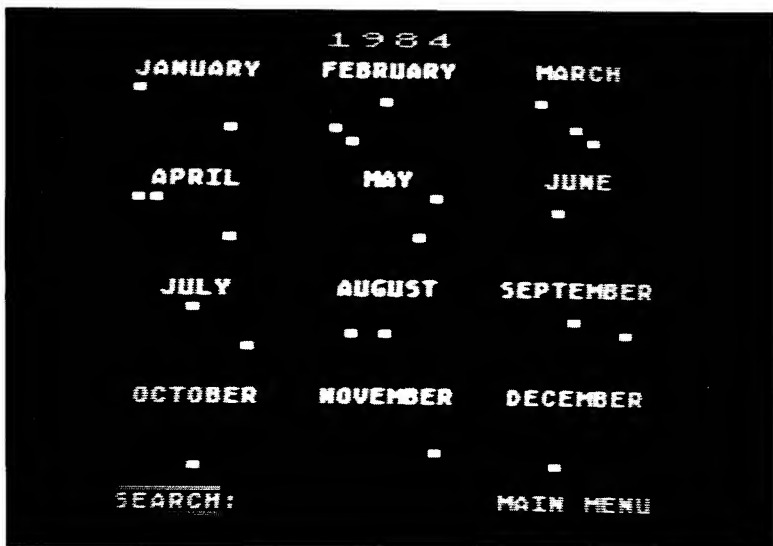 1984
JANUARY FEBRUARY MARCH
APRIL MAY JUNE
JULY AUGUST SEPTEMBER
OCTOBER NOVEMBER DECEMBER
SEARCH: MAIN MENU